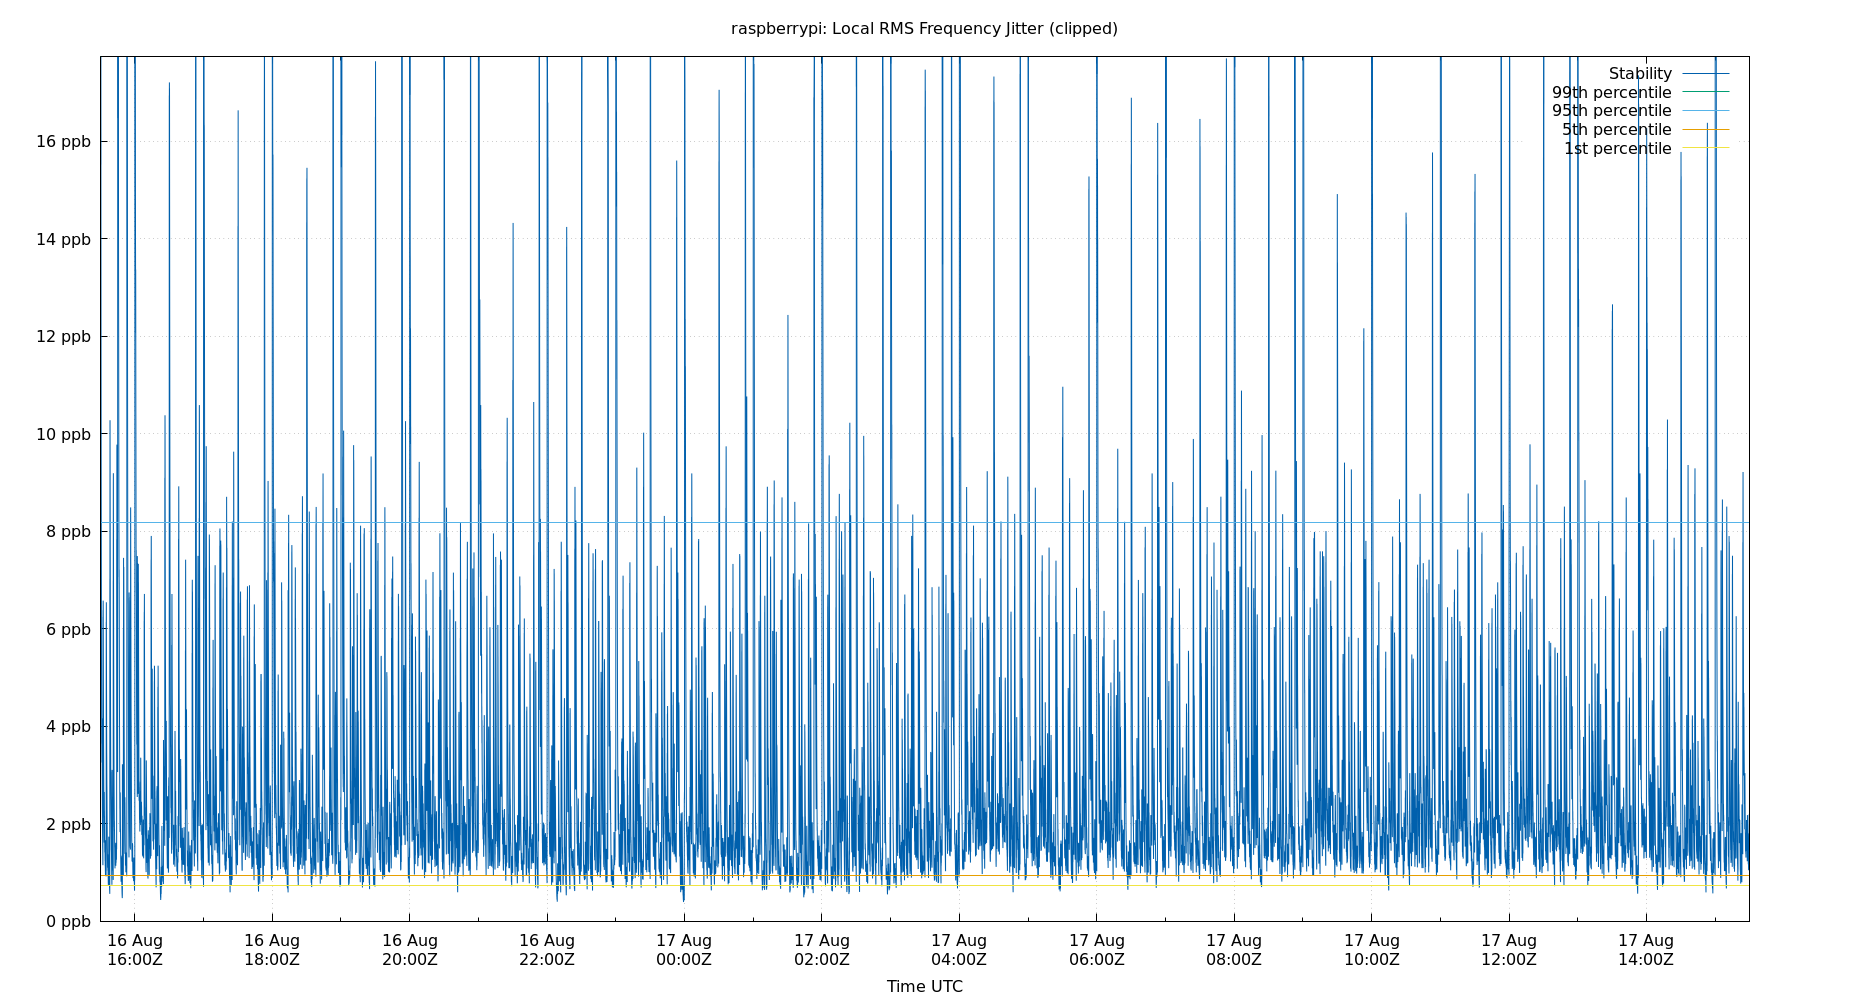 raspberrypi: Local RMS Frequency Jitter (clipped)
Stability
99th percentile
95th percentile
5th percentile
1st percentile
16 ppb
14 ppb
12 ppb
10 ppb
8 ppb
6 ppb
4 ppb
2 ppb
0 ppb
16 Aug 16 Aug 16 Aug 16 Aug 17 Aug 17 Aug 17 Aug 17 Aug 17 Aug 17 Aug 17 Aug 17 Aug
16:00Z 18:00Z 20:00Z 22:00Z 00:00Z 02:00Z 04:00Z 06:00Z 08:00Z 10:00Z 12:00Z 14:00Z
Time UTC